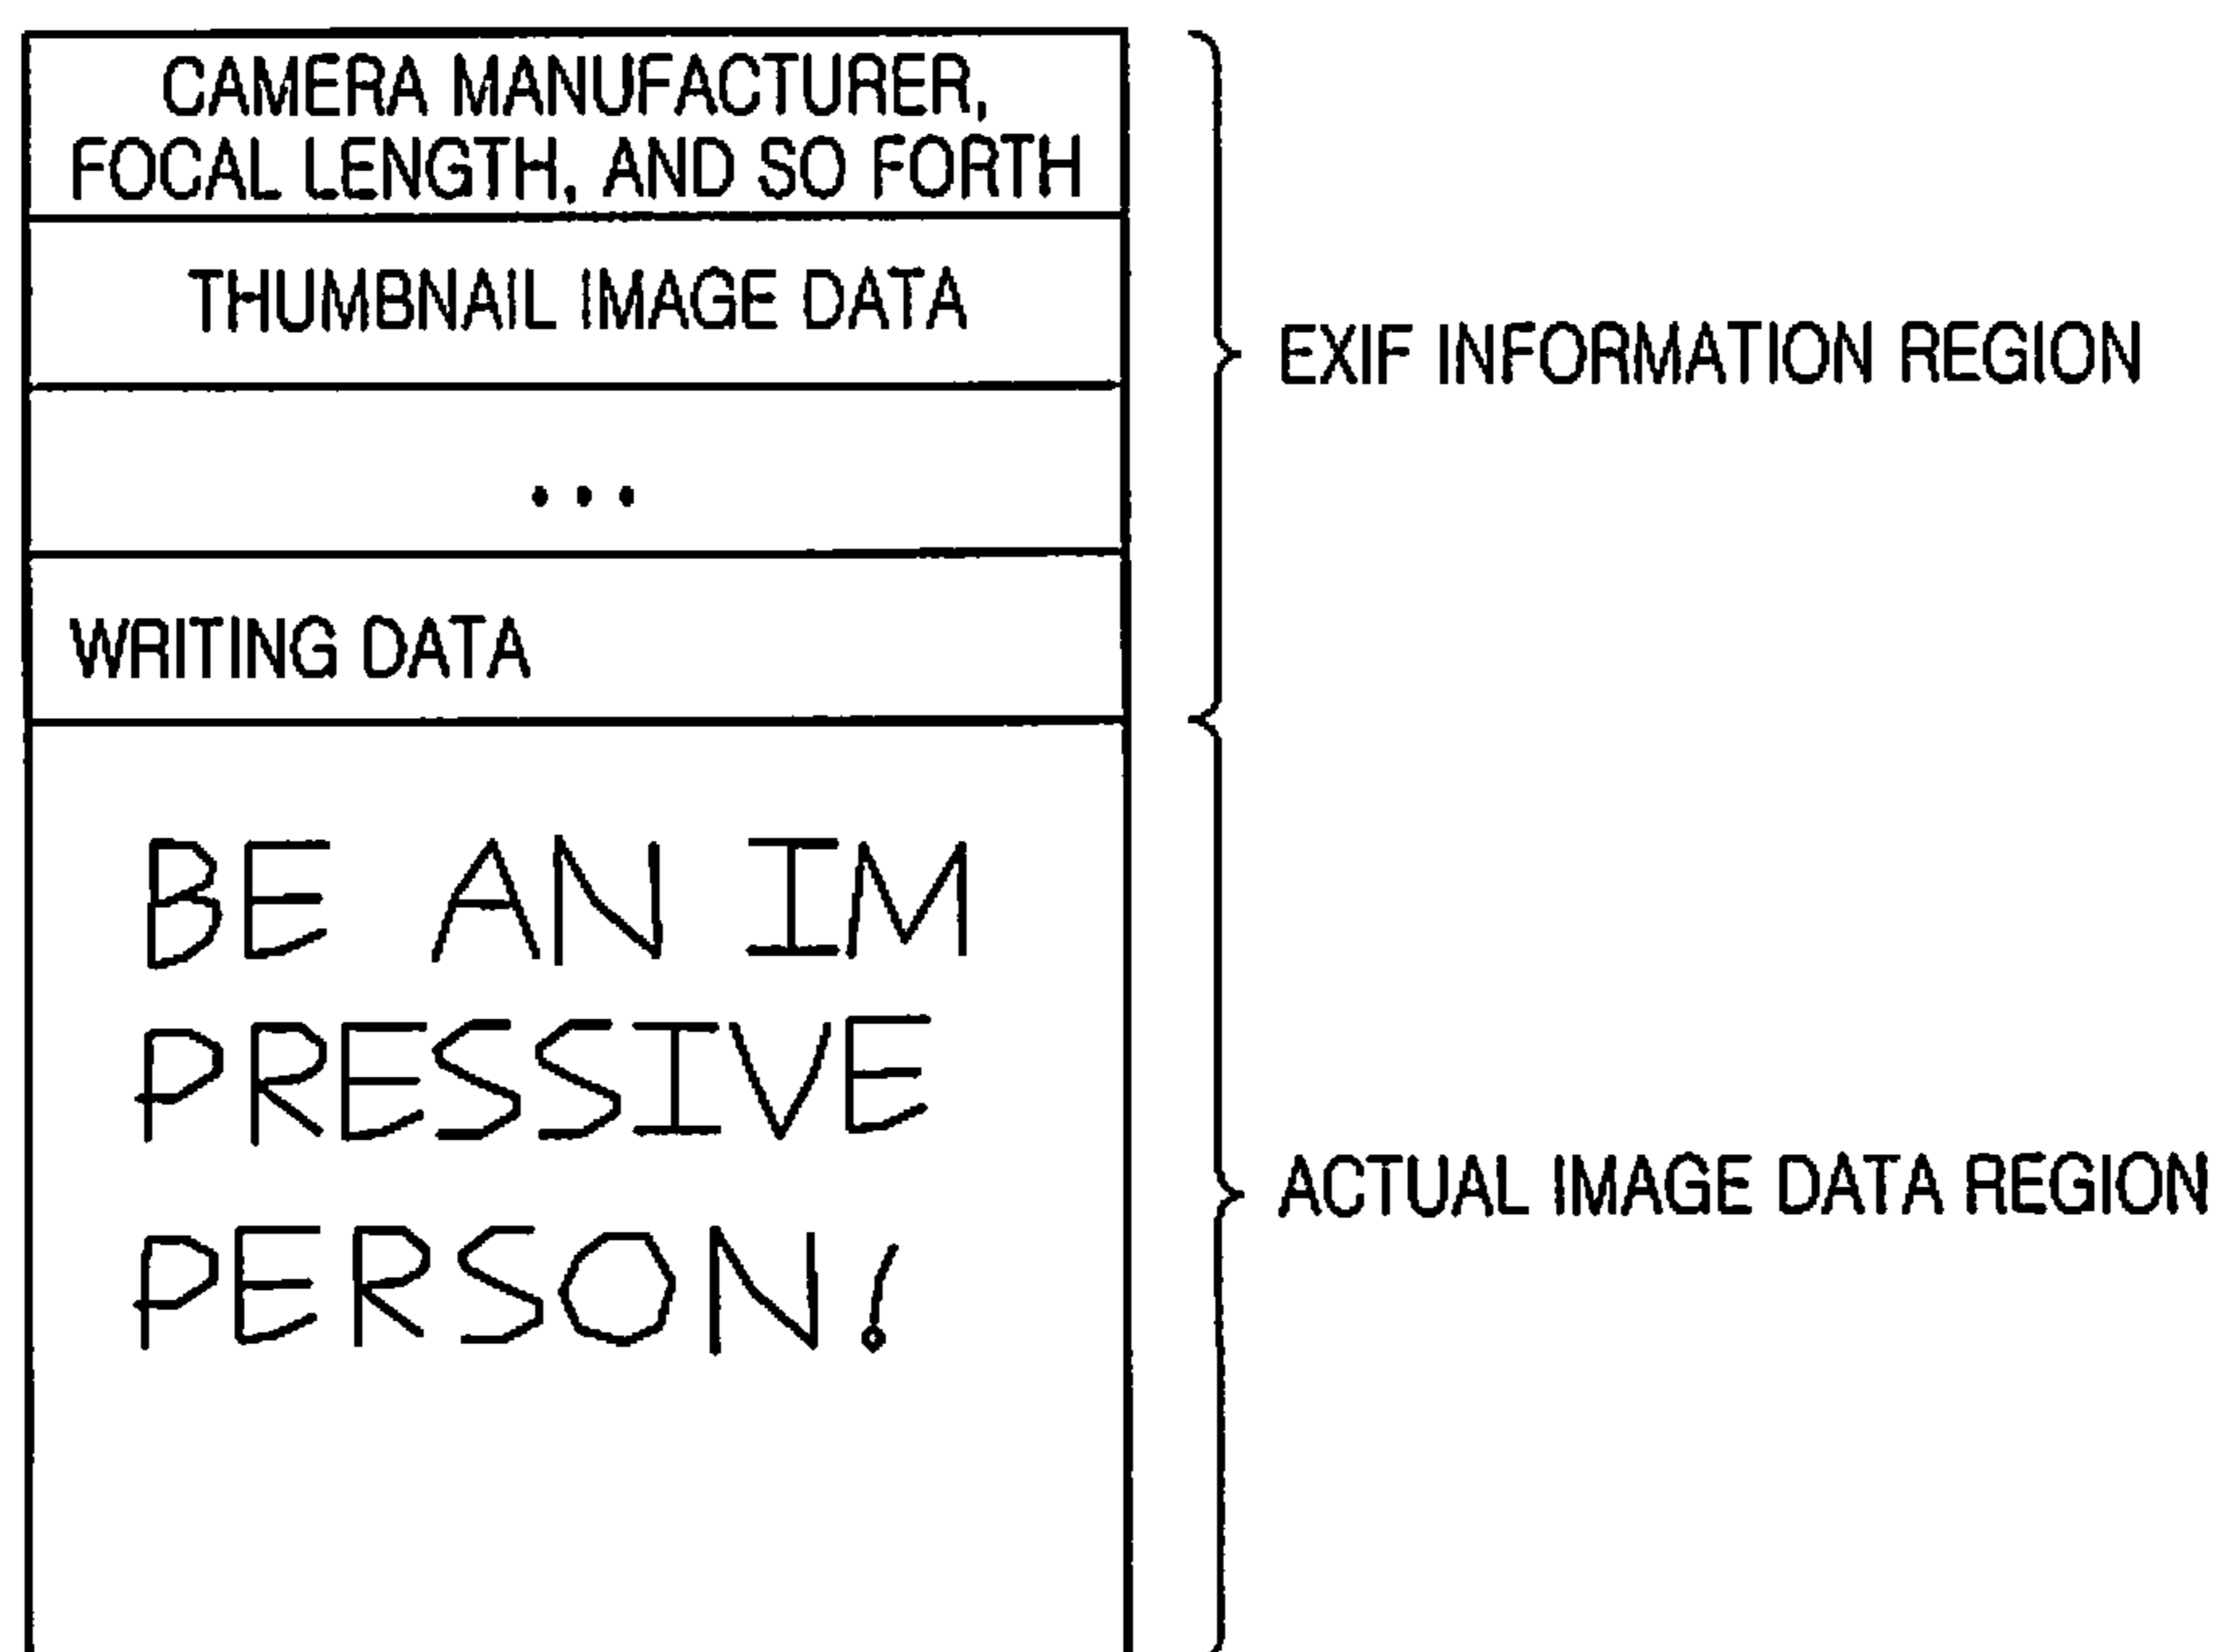 CAMERA MANUFACTURER,
FOCAL LENGTH, AND SO FORTH
THUMBNAIL IMAGE DATA
...
EXIF INFORMATION REGION
WRITING DATA
BE AN IM
PRESSIVE
PERSON!
ACTUAL IMAGE DATA REGION